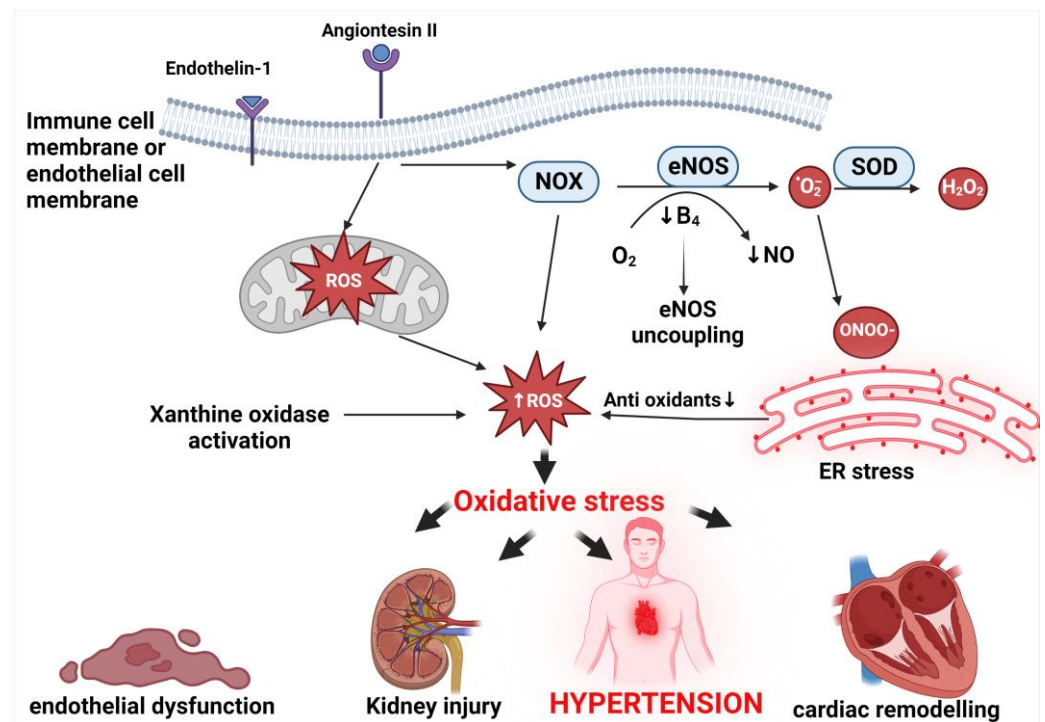 Angiontesin II
Endothelin-1
Immune cell
membrane or
endothelial cell
membrane
NOX
eNOS
•O₂⁻
SOD
H₂O₂
↓B₄
O₂
↓NO
ROS
eNOS
uncoupling
ONOO-
↑ROS
Anti oxidants↓
Xanthine oxidase
activation
ER stress
Oxidative stress
endothelial dysfunction
Kidney injury
HYPERTENSION
cardiac remodelling